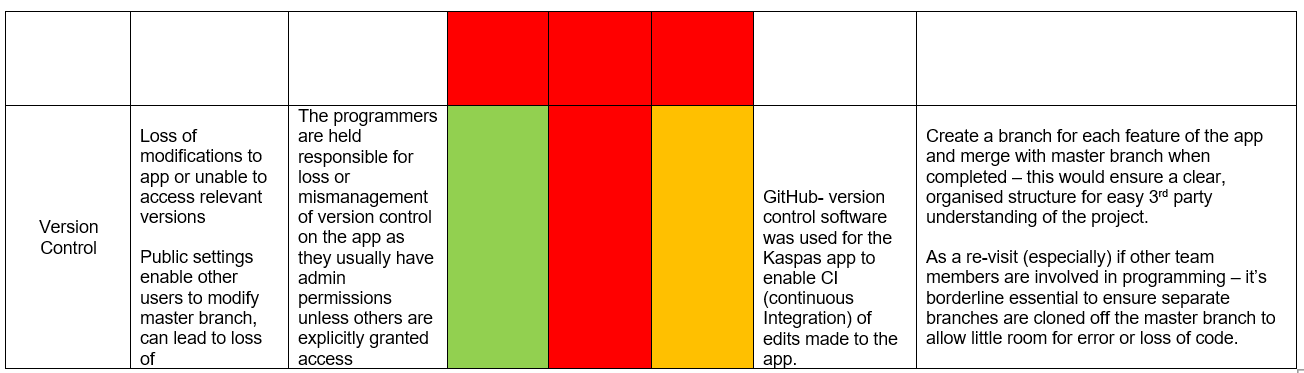 Version
Control
Loss of
modifications to
app or unable to
access relevant
versions
Public settings
enable other
users to modify
master branch,
can lead to loss
of
The programmers
are held
responsible for
loss or
mismanagement
of version control
on the app as
they usually have
admin
permissions
unless others are
explicitly granted
access
GitHub- version
control software
was used for the
Kaspas app to
enable CI
(continuous
Integration) of
edits made to the
app.
Create a branch for each feature of the app
and merge with master branch when
completed – this would ensure a clear,
organised structure for easy 3rd party
understanding of the project.
As a re-visit (especially) if other team
members are involved in programming – it’s
borderline essential to ensure separate
branches are cloned off the master branch to
allow little room for error or loss of code.